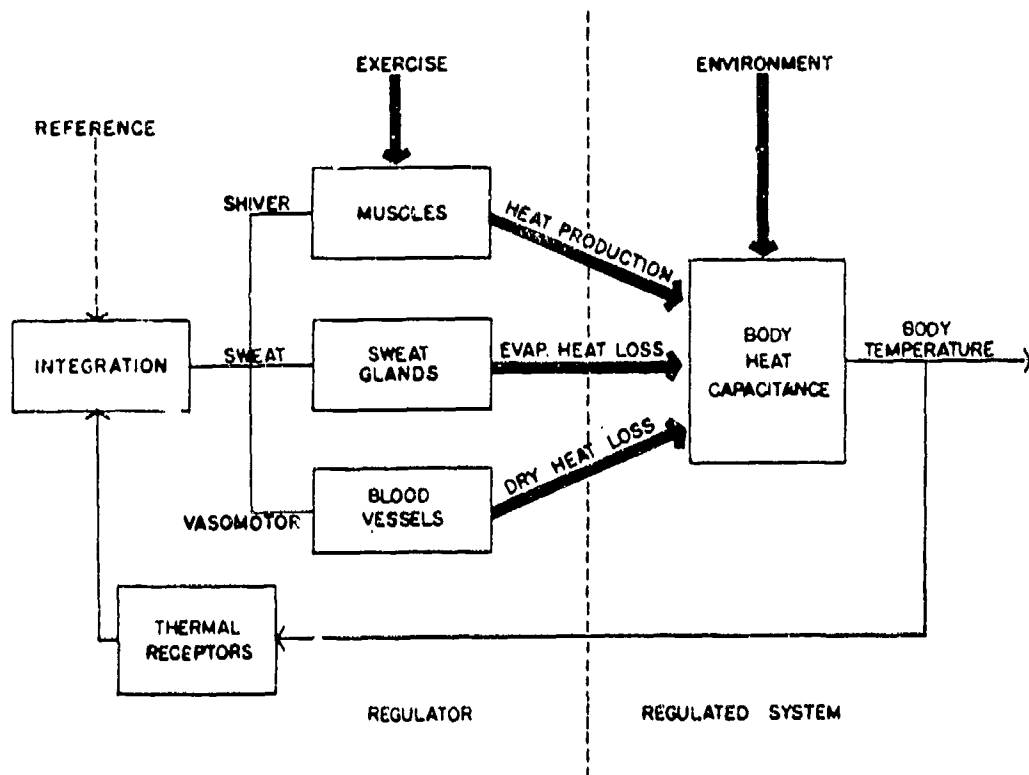 EXERCISE
ENVIRONMENT
REFERENCE
SHIVER
MUSCLES
HEAT PRODUCTION
INTEGRATION
SWEAT
SWEAT
GLANDS
EVAP. HEAT LOSS
BODY
HEAT
CAPACITANCE
BODY
TEMPERATURE
VASOMOTOR
BLOOD
VESSELS
DRY HEAT LOSS
THERMAL
RECEPTORS
REGULATOR
REGULATED SYSTEM